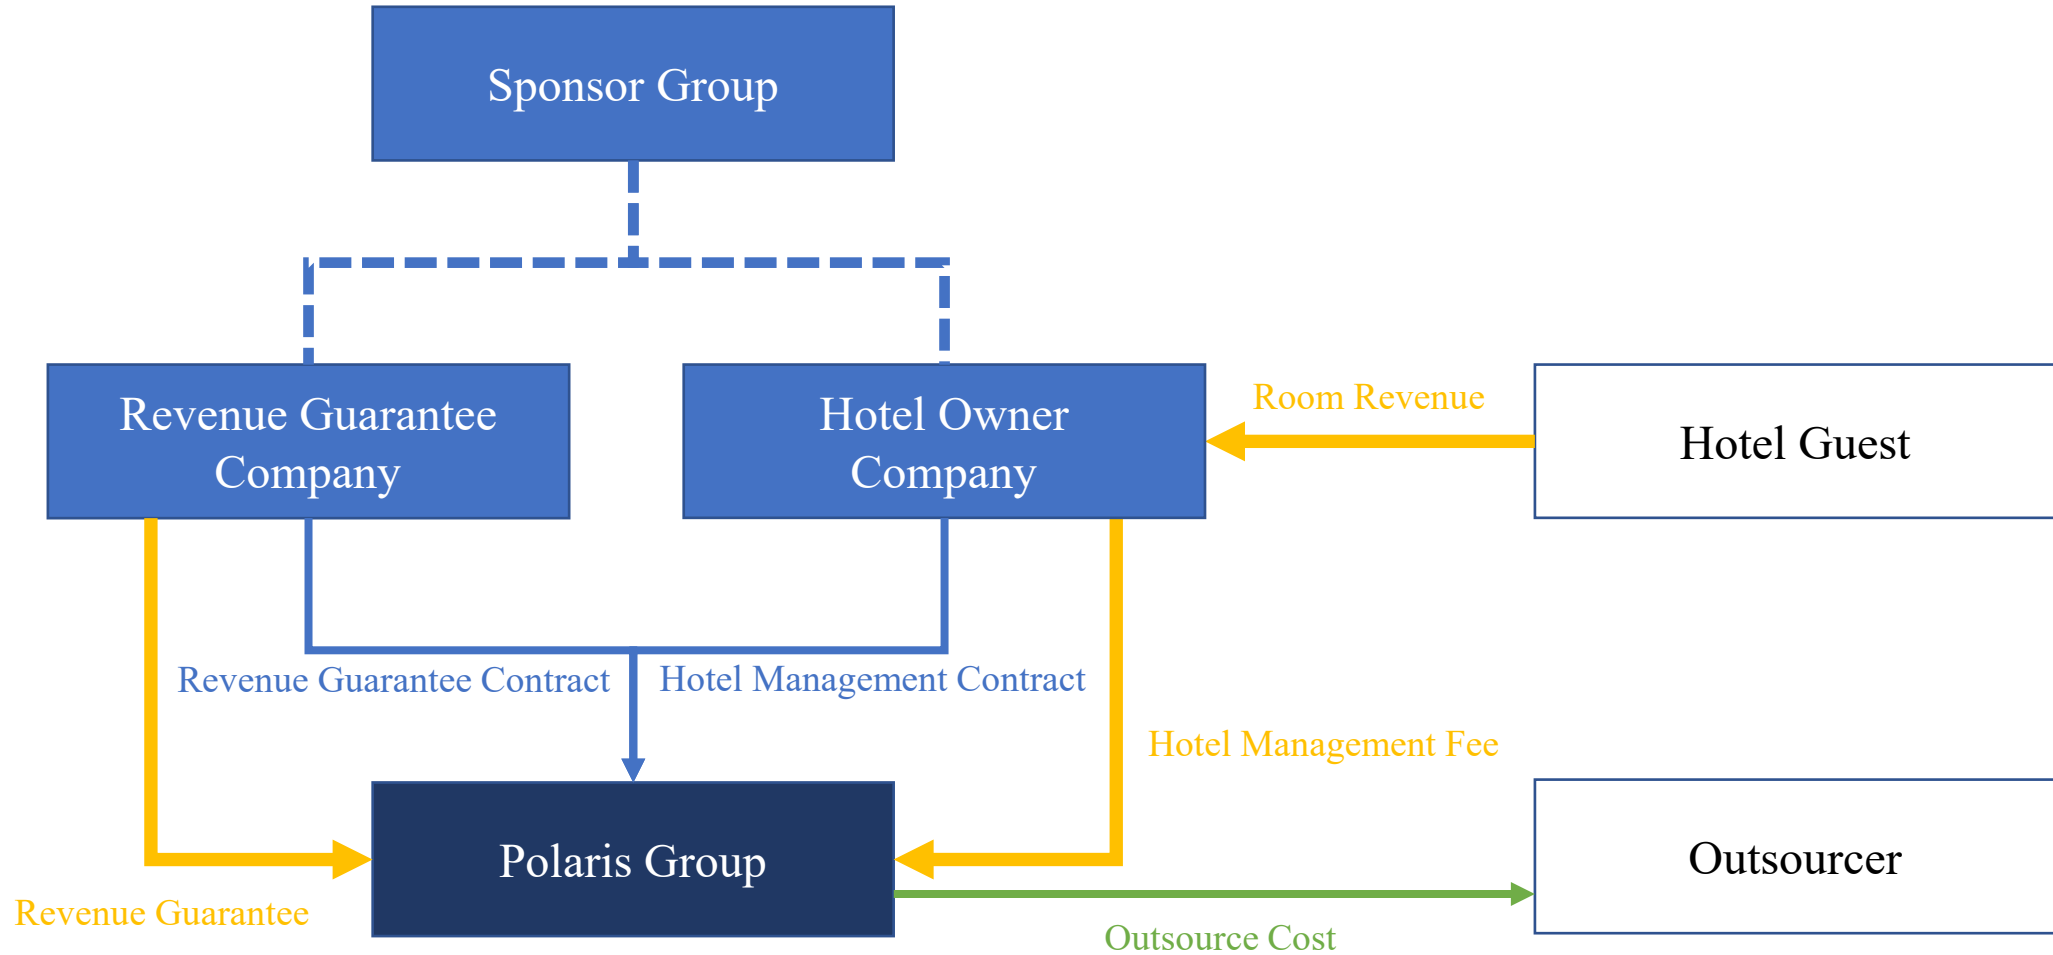 Sponsor Group
Revenue Guarantee
Company
Hotel Owner
Company
Room Revenue
Hotel Guest
Revenue Guarantee Contract
Hotel Management Contract
Hotel Management Fee
Polaris Group
Outsourcer
Revenue Guarantee
Outsource Cost